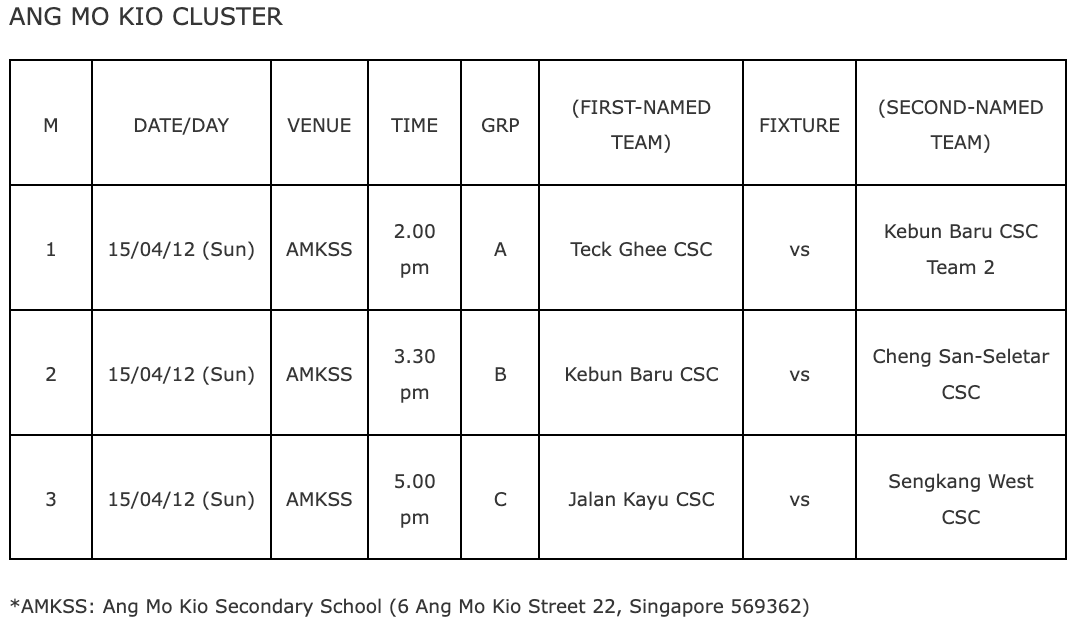 ANG MO KIO CLUSTER
M DATE/DAY VENUE TIME GRP (FIRST-NAMED TEAM) FIXTURE (SECOND-NAMED TEAM)
1 15/04/12 (Sun) AMKSS 2.00 pm A Teck Ghee CSC vs Kebun Baru CSC Team 2
2 15/04/12 (Sun) AMKSS 3.30 pm B Kebun Baru CSC vs Cheng San-Seletar CSC
3 15/04/12 (Sun) AMKSS 5.00 pm C Jalan Kayu CSC vs Sengkang West CSC
*AMKSS: Ang Mo Kio Secondary School (6 Ang Mo Kio Street 22, Singapore 569362)